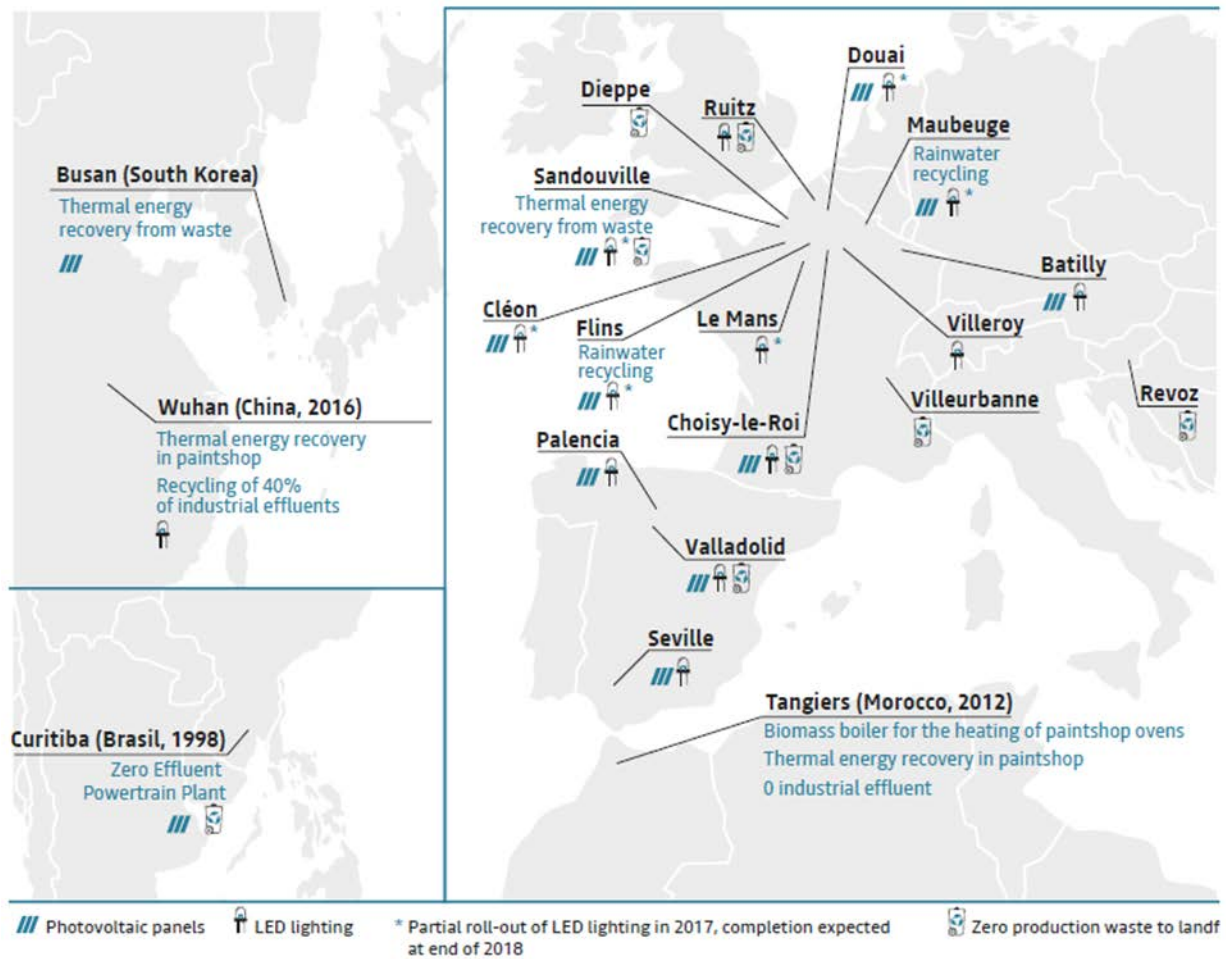 Busan (South Korea)
Thermal energy
recovery from waste
Wuhan (China, 2016)
Thermal energy recovery
in paintshop
Recycling of 40%
of industrial effluents
Curitiba (Brasil, 1998)
Zero Effluent
Powertrain Plant
Douai
*
Dieppe
Ruitz
Maubeuge
Rainwater
recycling
*
Sandouville
Thermal energy
recovery from waste
*
Batilly
Cléon
*
Flins
Rainwater
recycling
*
Le Mans
*
Villeroy
Villeurbanne
Revoz
Choisy-le-Roi
Palencia
Valladolid
Seville
Tangiers (Morocco, 2012)
Biomass boiler for the heating of paintshop ovens
Thermal energy recovery in paintshop
0 industrial effluent
Photovoltaic panels
LED lighting
* Partial roll-out of LED lighting in 2017, completion expected
at end of 2018
Zero production waste to landf